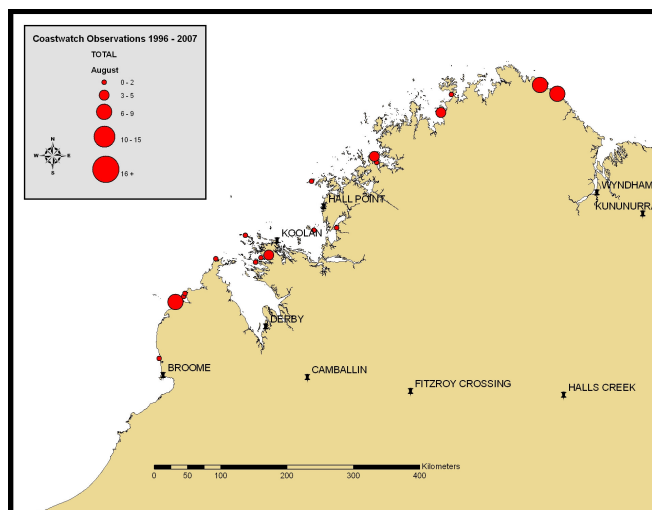 Coastwatch Observations 1996 - 2007
TOTAL
August
0 - 2
3 - 5
6 - 9
10 - 15
16 +
N
W E
S
WYNDHAM
KUNUNURRA
HALL POINT
KOOLAN
DERBY
BROOME
CAMBALLIN
FITZROY CROSSING
HALLS CREEK
Kilometers
0 50 100 200 300 400